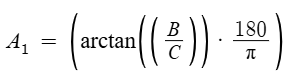 A₁ = (arctan((B/C)) · 180/π)